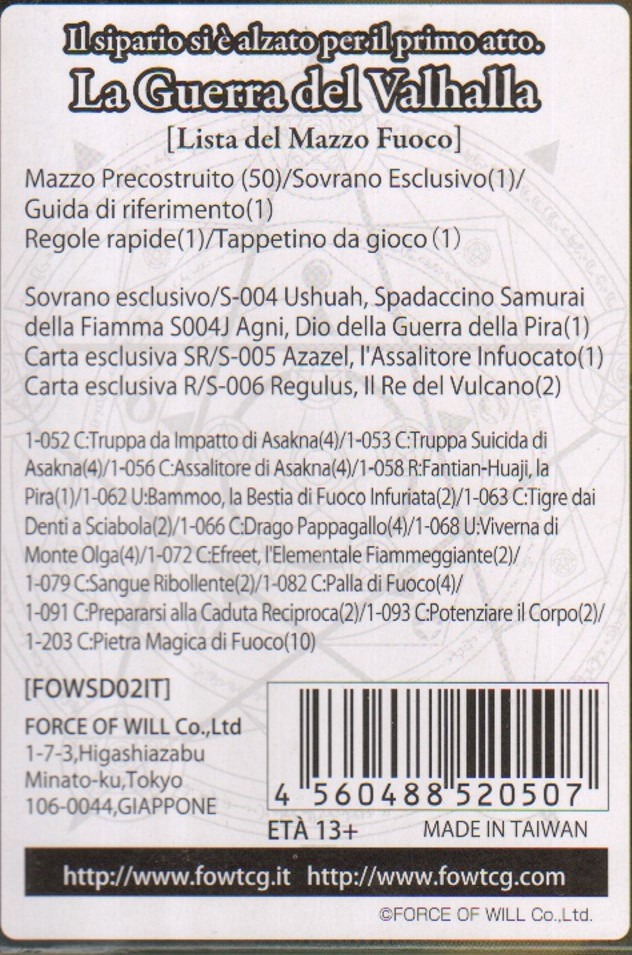 Il sipario si è alzato per il primo atto.
La Guerra del Valhalla
[Lista del Mazzo Fuoco]
Mazzo Precostruito (50)/Sovrano Esclusivo(1)/
Guida di riferimento(1)
Regole rapide(1)/Tappetino da gioco (1)
Sovrano esclusivo/S-004 Ushuah, Spadaccino Samurai
della Fiamma S004J Agni, Dio della Guerra della Pira(1)
Carta esclusiva SR/S-005 Azazel, l'Assalitore Infuocato(1)
Carta esclusiva R/S-006 Regulus, Il Re del Vulcano(2)
1-052 C:Truppa da Impatto di Asakna(4)/1-053 C:Truppa Suicida di
Asakna(4)/1-056 C:Assalitore di Asakna(4)/1-058 R:Fantian-Huaji, la
Pira(1)/1-062 U:Bammoo, la Bestia di Fuoco Infuriata(2)/1-063 C:Tigre dai
Denti a Sciabola(2)/1-066 C:Drago Pappagallo(4)/1-068 U:Viverna di
Monte Olga(4)/1-072 C:Efreet, l'Elementale Fiammeggiante(2)/
1-079 C:Sangue Ribollente(2)/1-082 C:Palla di Fuoco(4)/
1-091 C:Prepararsi alla Caduta Reciproca(2)/1-093 C:Potenziare il Corpo(2)/
1-203 C:Pietra Magica di Fuoco(10)
[FOWSD02IT]
FORCE OF WILL Co.,Ltd
1-7-3,Higashiazabu
Minato-ku,Tokyo
106-0044,GIAPPONE
4 560488 520507
ETÀ 13+ MADE IN TAIWAN
http://www.fowtcg.it http://www.fowtcg.com
©FORCE OF WILL Co.,Ltd.